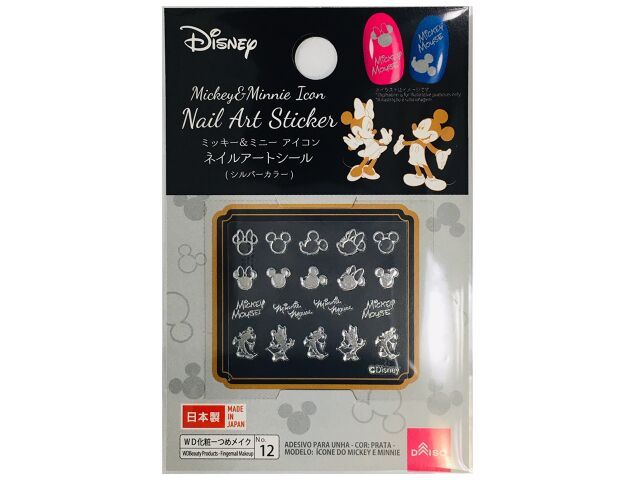 Disney
Mickey
Mouse
Mickey
Mouse
Mickey&Minnie Icon
Nail Art Sticker
ミッキー&ミニー アイコン
ネイルアートシール
(シルバーカラー)
Mickey
Mouse
Minnie
Mouse
Minnie
Mouse
Mickey
Mouse
©Disney
日本製
MADE
IN
JAPAN
WD化粧一つめメイク
WDBeauty Products - Fingernail Makeup
No.
12
ADESIVO PARA UNHA - COR: PRATA -
MODELO: ÍCONE DO MICKEY E MINNIE
DAISO